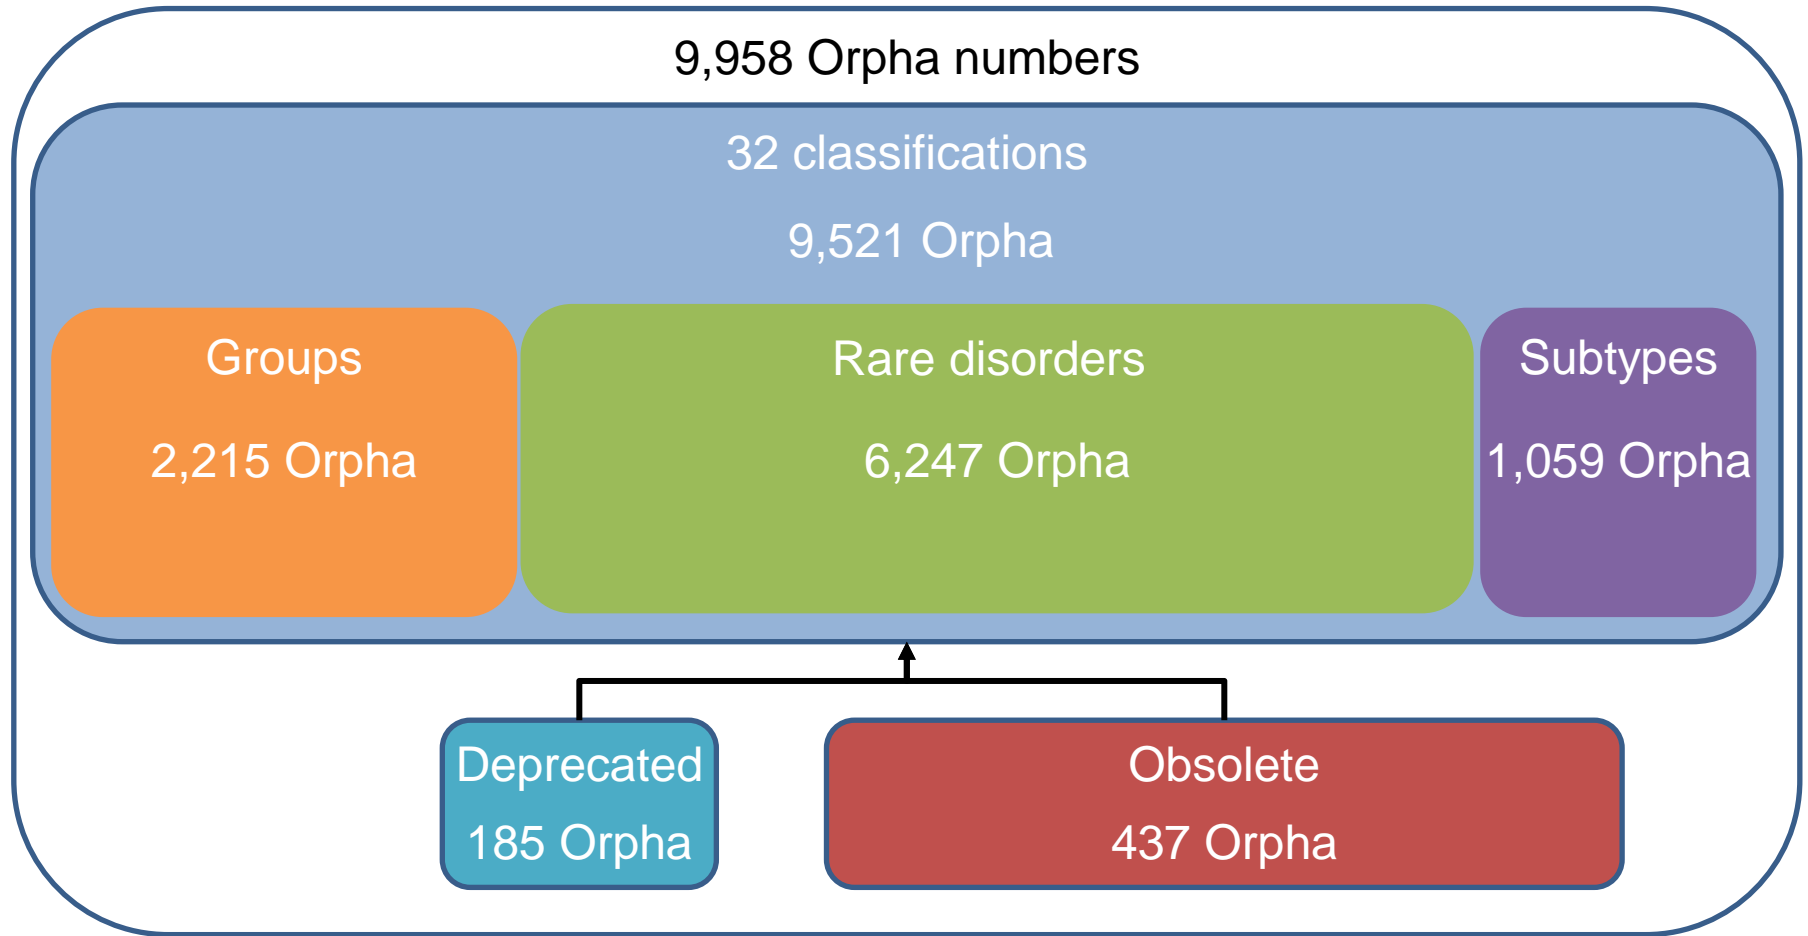 9,958 Orpha numbers
32 classifications
9,521 Orpha
Groups
2,215 Orpha
Rare disorders
6,247 Orpha
Subtypes
1,059 Orpha
Deprecated
185 Orpha
Obsolete
437 Orpha